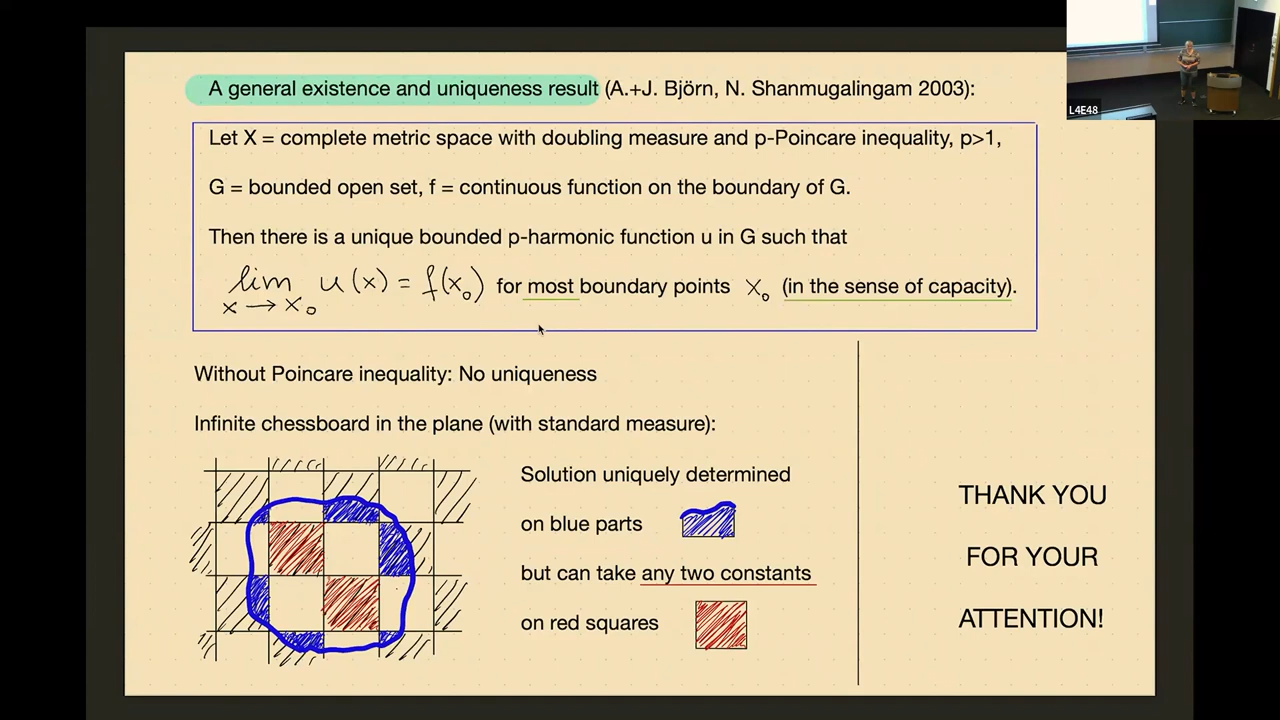 A general existence and uniqueness result (A.+J. Björn, N. Shanmugalingam 2003):
Let X = complete metric space with doubling measure and p-Poincare inequality, p>1,
G = bounded open set, f = continuous function on the boundary of G.
Then there is a unique bounded p-harmonic function u in G such that
lim u(x) = f(x₀) for most boundary points x₀ (in the sense of capacity).
x → x₀
Without Poincare inequality: No uniqueness
Infinite chessboard in the plane (with standard measure):
Solution uniquely determined
on blue parts
but can take any two constants
on red squares
THANK YOU
FOR YOUR
ATTENTION!
L4E48